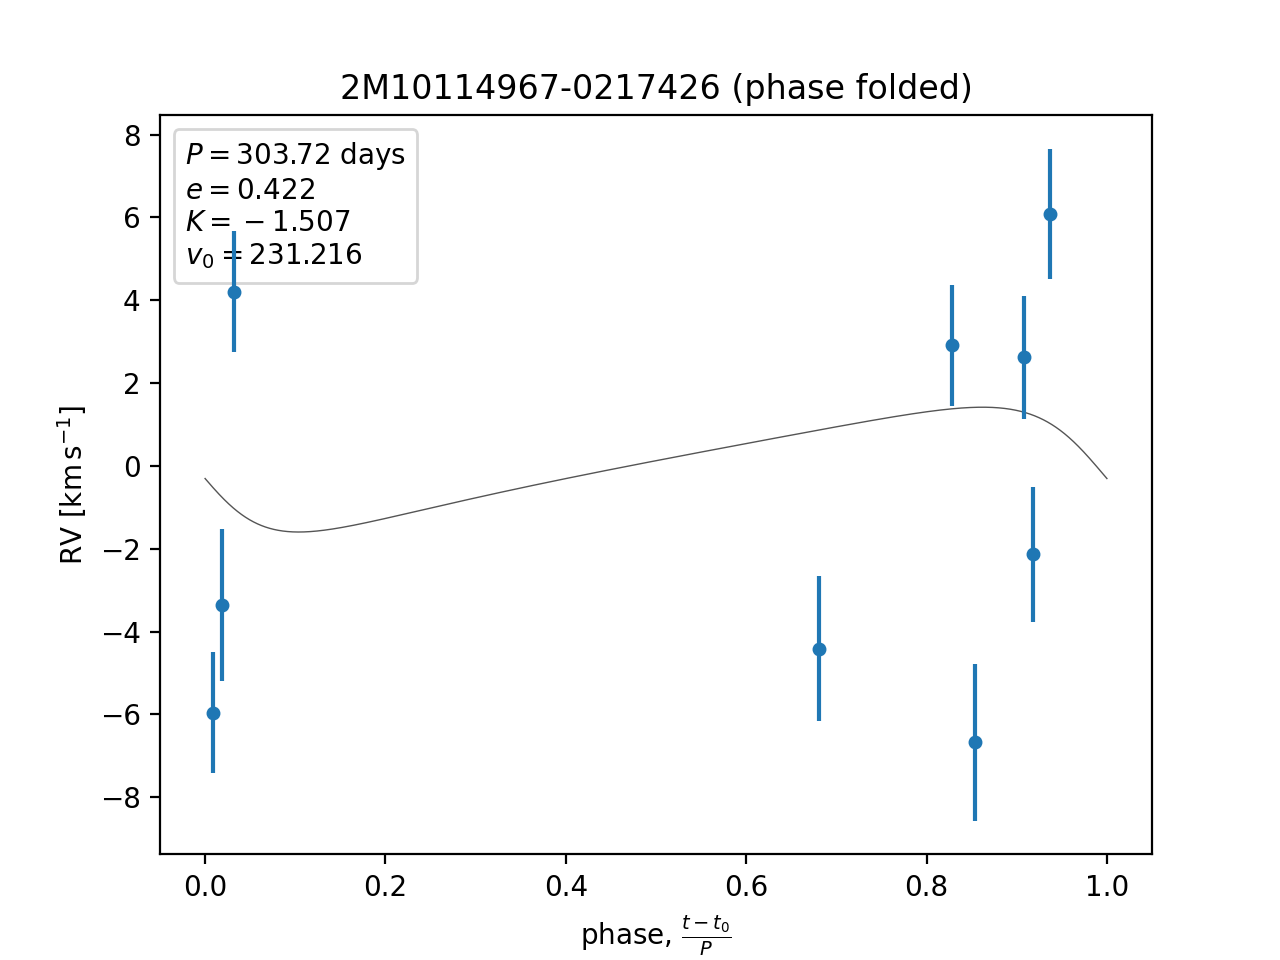 2M10114967-0217426 (phase folded)
P = 303.72 days
e = 0.422
K = −1.507
v₀ = 231.216
8
6
4
2
0
−2
−4
−6
−8
RV [km s⁻¹]
0.0 0.2 0.4 0.6 0.8 1.0
phase, (t − t₀)/P